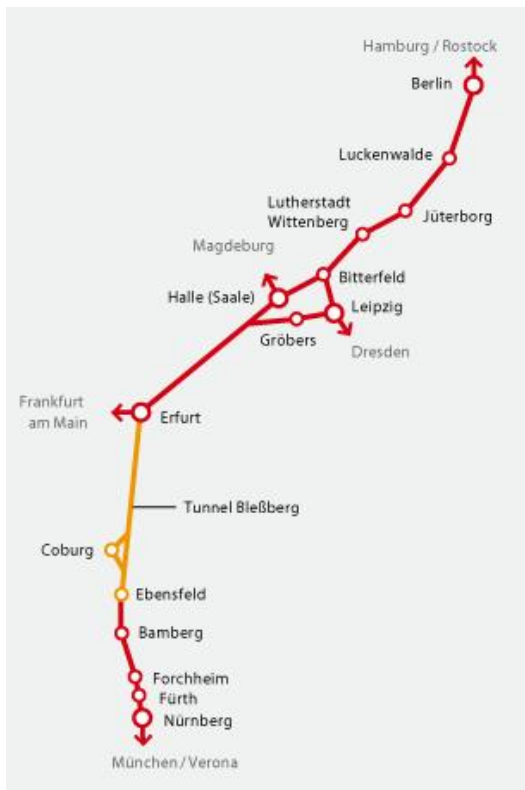 Hamburg / Rostock
Berlin
Luckenwalde
Lutherstadt
Wittenberg
Jüterborg
Magdeburg
Bitterfeld
Halle (Saale)
Leipzig
Gröbers
Dresden
Frankfurt
am Main
Erfurt
Tunnel Bleßberg
Coburg
Ebensfeld
Bamberg
Forchheim
Fürth
Nürnberg
München / Verona